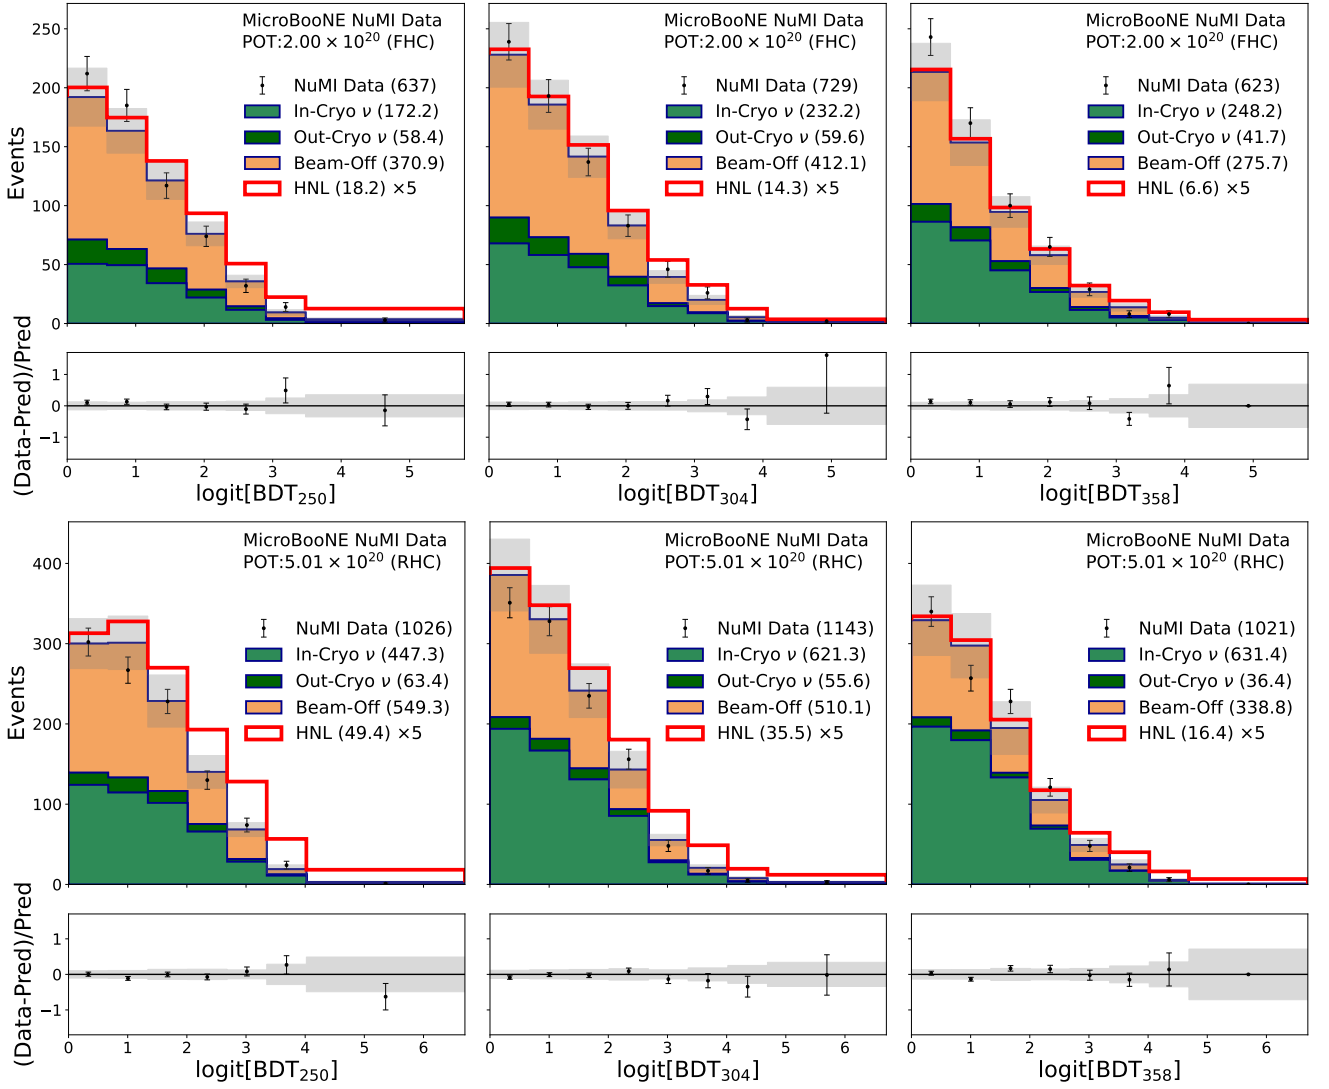 MicroBooNE NuMI Data
POT:2.00 × 10²⁰ (FHC)
NuMI Data (637)
In-Cryo ν (172.2)
Out-Cryo ν (58.4)
Beam-Off (370.9)
HNL (18.2) ×5
Events
0
50
100
150
200
250
MicroBooNE NuMI Data
POT:2.00 × 10²⁰ (FHC)
NuMI Data (729)
In-Cryo ν (232.2)
Out-Cryo ν (59.6)
Beam-Off (412.1)
HNL (14.3) ×5
MicroBooNE NuMI Data
POT:2.00 × 10²⁰ (FHC)
NuMI Data (623)
In-Cryo ν (248.2)
Out-Cryo ν (41.7)
Beam-Off (275.7)
HNL (6.6) ×5
(Data-Pred)/Pred
1
0
−1
0 1 2 3 4 5
logit[BDT₂₅₀]
0 1 2 3 4 5
logit[BDT₃₀₄]
0 1 2 3 4 5
logit[BDT₃₅₈]
MicroBooNE NuMI Data
POT:5.01 × 10²⁰ (RHC)
NuMI Data (1026)
In-Cryo ν (447.3)
Out-Cryo ν (63.4)
Beam-Off (549.3)
HNL (49.4) ×5
Events
0
100
200
300
400
MicroBooNE NuMI Data
POT:5.01 × 10²⁰ (RHC)
NuMI Data (1143)
In-Cryo ν (621.3)
Out-Cryo ν (55.6)
Beam-Off (510.1)
HNL (35.5) ×5
MicroBooNE NuMI Data
POT:5.01 × 10²⁰ (RHC)
NuMI Data (1021)
In-Cryo ν (631.4)
Out-Cryo ν (36.4)
Beam-Off (338.8)
HNL (16.4) ×5
(Data-Pred)/Pred
1
0
−1
0 1 2 3 4 5 6
logit[BDT₂₅₀]
0 1 2 3 4 5 6
logit[BDT₃₀₄]
0 1 2 3 4 5 6
logit[BDT₃₅₈]